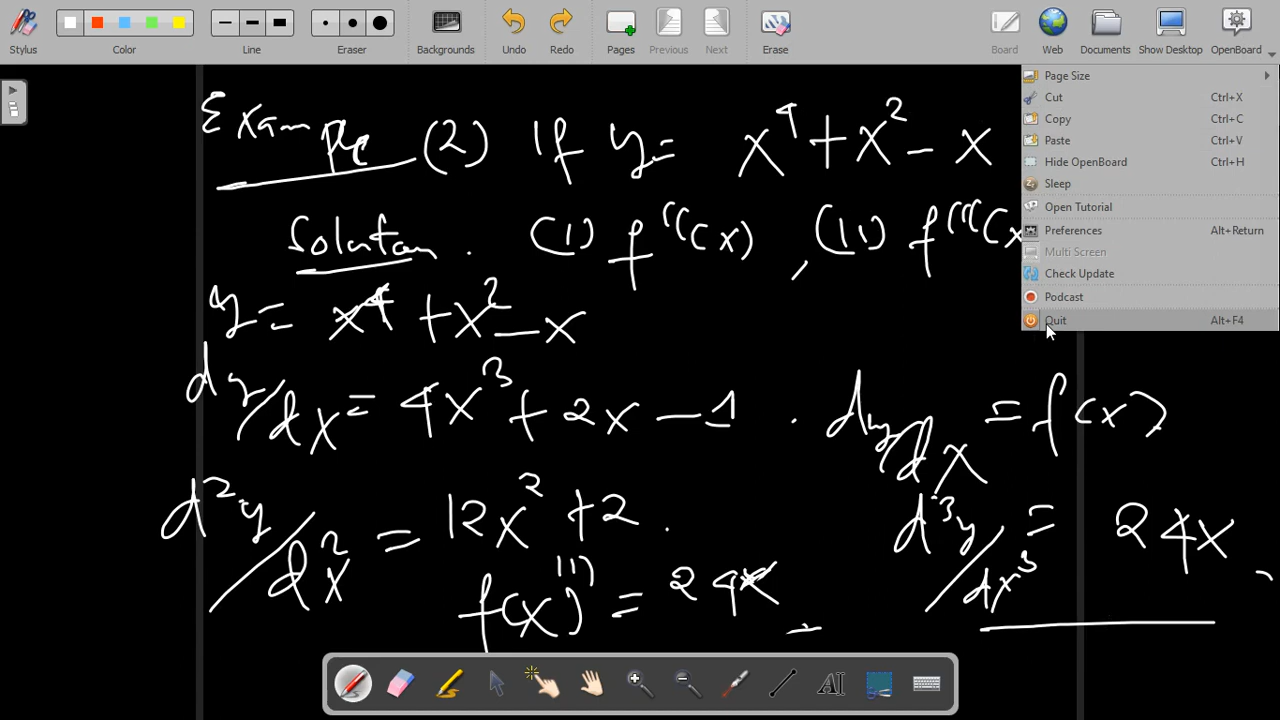 Stylus Color Line Eraser Backgrounds Undo Redo Pages Previous Next Erase Board Web Documents Show Desktop OpenBoard
Page Size
Cut Ctrl+X
Copy Ctrl+C
Paste Ctrl+V
Hide OpenBoard Ctrl+H
Sleep
Open Tutorial
Preferences Alt+Return
Multi Screen
Check Update
Podcast
Quit Alt+F4
Example (2) If y = x⁴ + x² - x
Solution. (1) f'''(x), (11) f''''(x
y = x⁴ + x² - x
dy/dx = 4x³ + 2x - 1 . dy/dx = f(x)
d²y/dx² = 12x² + 2 . d³y/dx³ = 24x
f(x)''' = 24x
AI